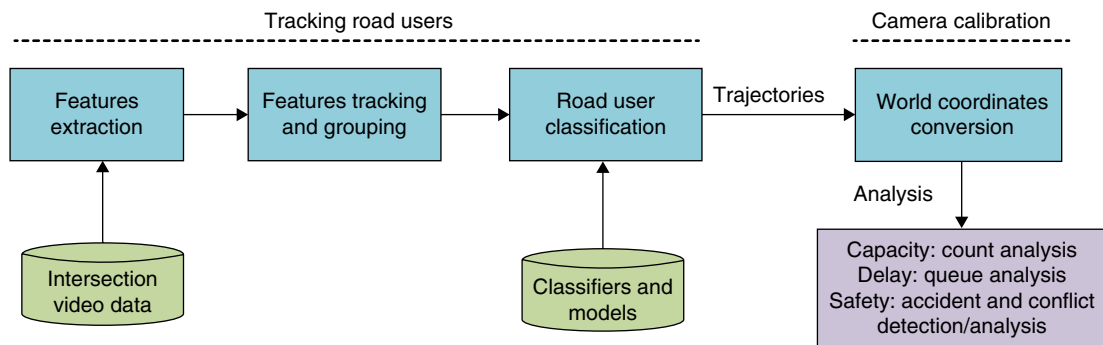 Tracking road users
Camera calibration
Features
extraction
Features tracking
and grouping
Road user
classification
Trajectories
World coordinates
conversion
Analysis
Intersection
video data
Classifiers and
models
Capacity: count analysis
Delay: queue analysis
Safety: accident and conflict
detection/analysis